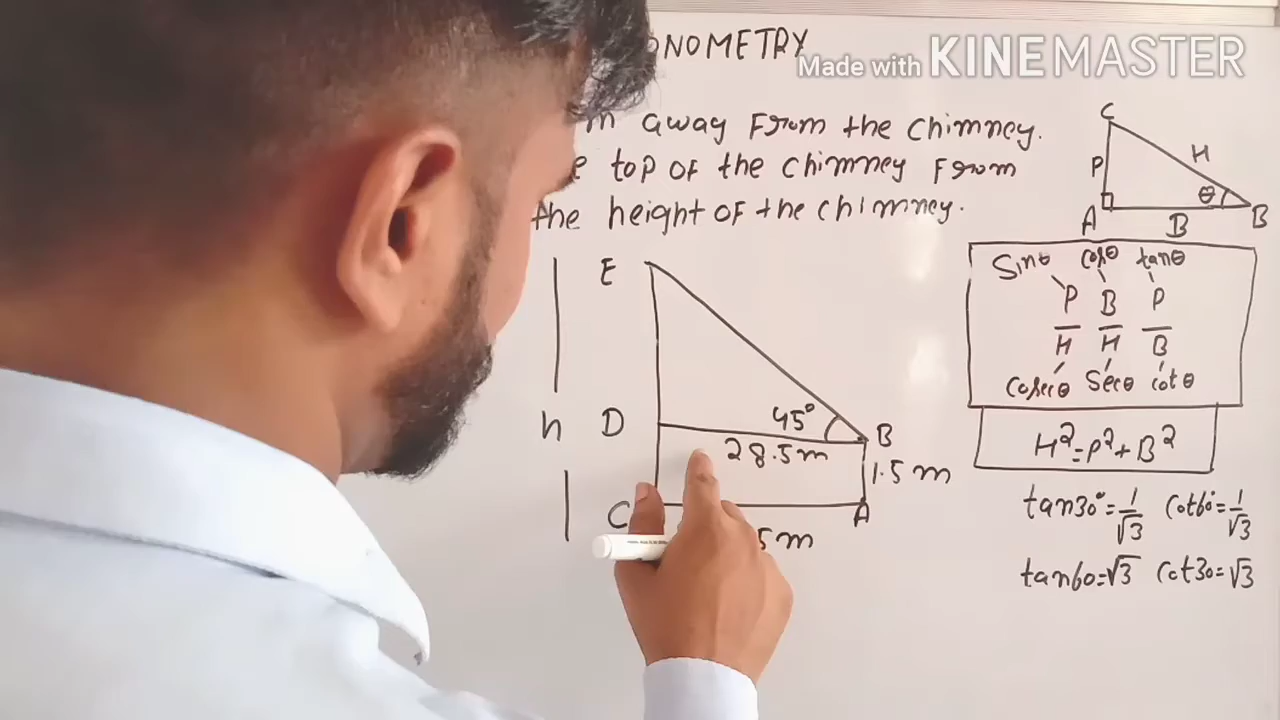 ONOMETRY
Made with KINEMASTER
m away From the chimney.
e top of the chimney From
the height of the chimney.
C
P
H
θ
A
B
B
E
45°
h
D
B
28.5m
1.5 m
C
A
5m
Sinθ cosθ tanθ
P B P
H H B
Cosecθ Secθ cotθ
H²=P²+B²
tan30°=1/√3 Cot60°=1/√3
tan60=√3 Cot30=√3